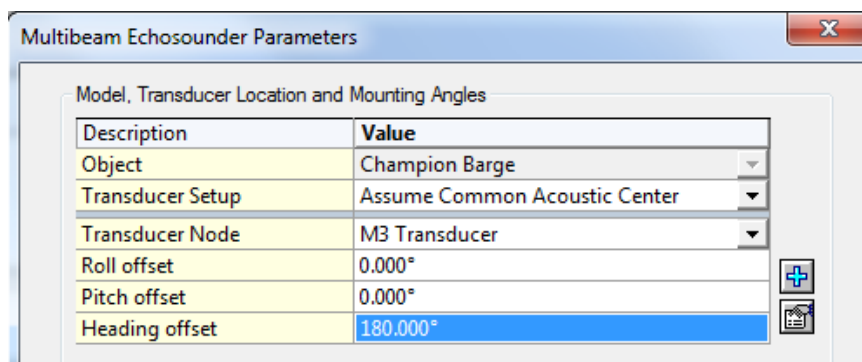 Multibeam Echosounder Parameters
Model, Transducer Location and Mounting Angles
Description Value
Object Champion Barge
Transducer Setup Assume Common Acoustic Center
Transducer Node M3 Transducer
Roll offset 0.000°
Pitch offset 0.000°
Heading offset 180.000°